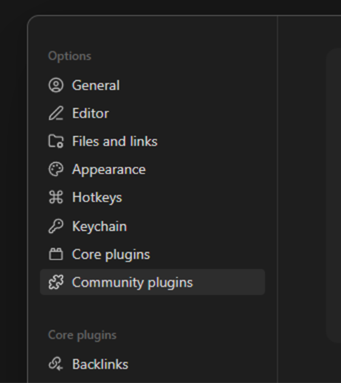 Options
General
Editor
Files and links
Appearance
Hotkeys
Keychain
Core plugins
Community plugins
Core plugins
Backlinks